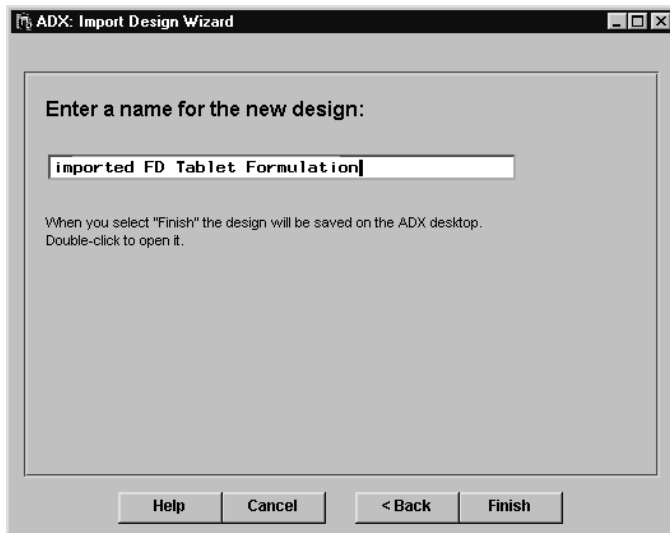 ADX: Import Design Wizard
Enter a name for the new design:
imported FD Tablet Formulation
When you select "Finish" the design will be saved on the ADX desktop.
Double-click to open it.
Help Cancel < Back Finish